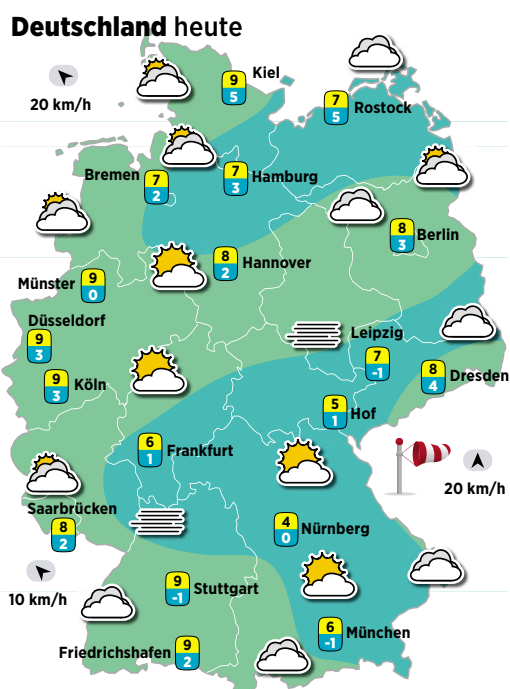 Deutschland heute
Kiel
9
5
20 km/h
7
5
Rostock
Bremen
7
2
7
3
Hamburg
8
3
Berlin
8
2
Hannover
Münster
9
0
Düsseldorf
9
3
Leipzig
7
-1
9
3
Köln
8
4
Dresden
5
1
Hof
6
1
Frankfurt
20 km/h
Saarbrücken
8
2
4
0
Nürnberg
10 km/h
9
-1
Stuttgart
6
-1
München
Friedrichshafen
9
2